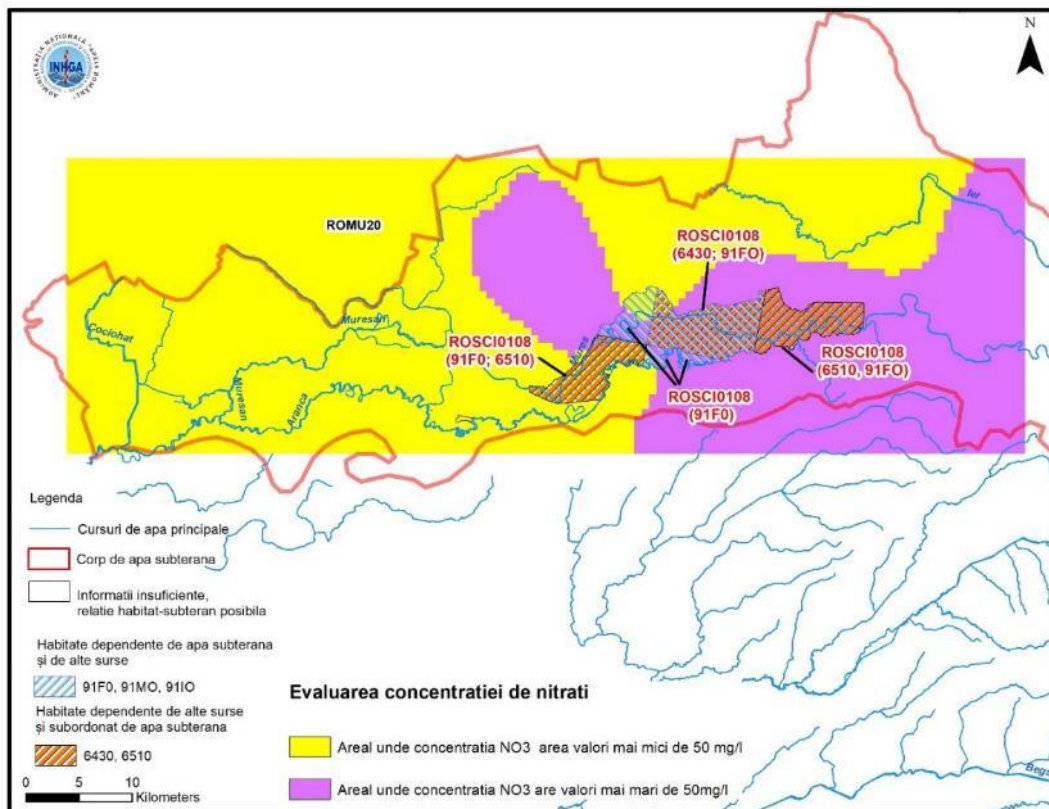 N
ADMINISTRAȚIA NAȚIONALĂ "APELE ROMÂNE"
INHGA
ROMU20
Ier
ROSCI0108
(6430; 91FO)
Cociohat
Muresan
ROSCI0108
(91F0; 6510)
Mures
ROSCI0108
(6510, 91FO)
Muresan
Aranca
ROSCI0108
(91F0)
Legenda
Cursuri de apa principale
Corp de apa subterana
Informatii insuficiente,
relatie habitat-subteran posibila
Habitate dependente de apa subterana
și de alte surse
91F0, 91MO, 91IO
Habitate dependente de alte surse
și subordonat de apa subterana
6430, 6510
0 5 10
Kilometers
Evaluarea concentratiei de nitrati
Areal unde concentratia NO3 area valori mai mici de 50 mg/l
Areal unde concentratia NO3 are valori mai mari de 50mg/l
Bega